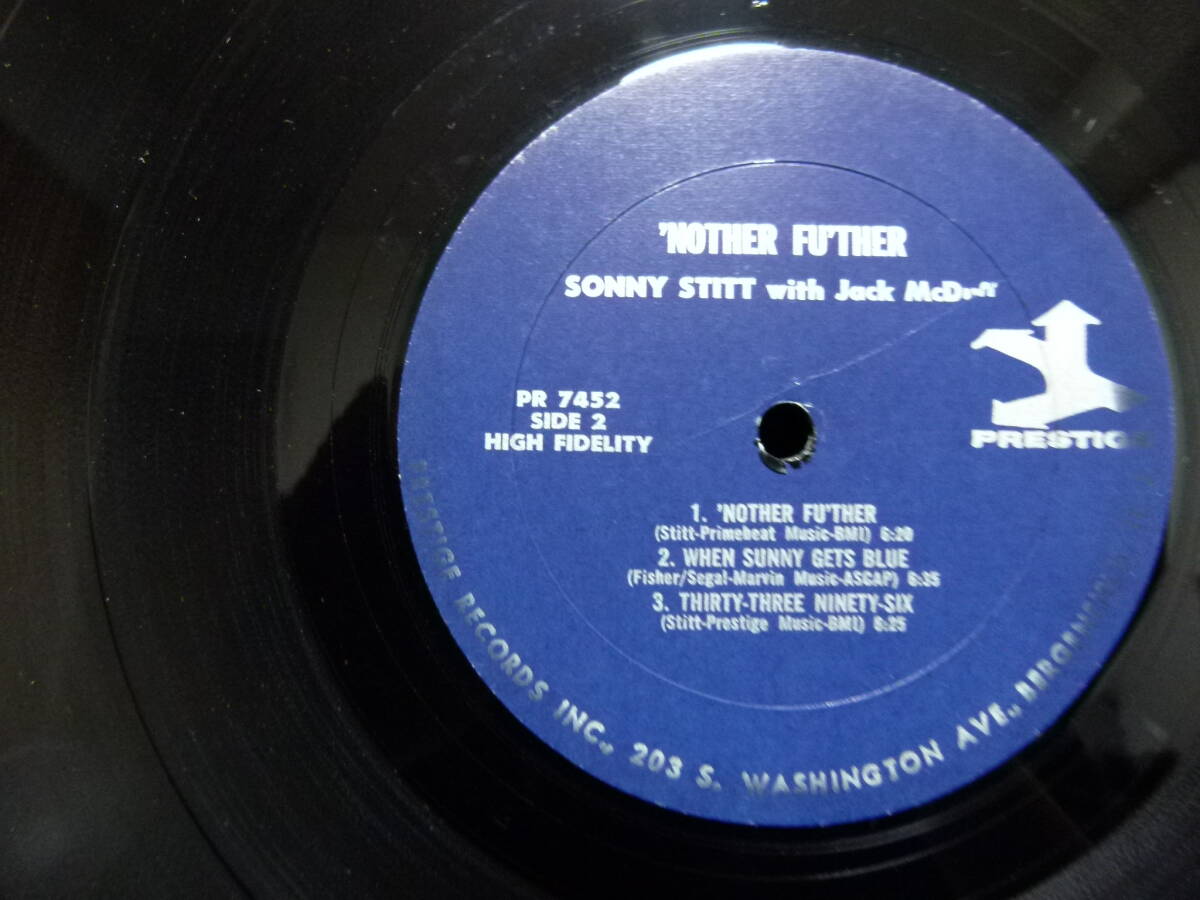 'NOTHER FU'THER
SONNY STITT with Jack
PR 7452
SIDE 2
HIGH FIDELITY
PRESTIGE
1. 'NOTHER FU'THER
(Stitt-Primebeat Music-BMI) 6:20
2. WHEN SUNNY GETS BLUE
(Fisher/Segal-Marvin Music-ASCAP) 6:35
3. THIRTY-THREE NINETY-SIX
(Stitt-Prestige Music-BMI) 6:25
PRESTIGE RECORDS INC., 203 S. WASHINGTON AVE.,